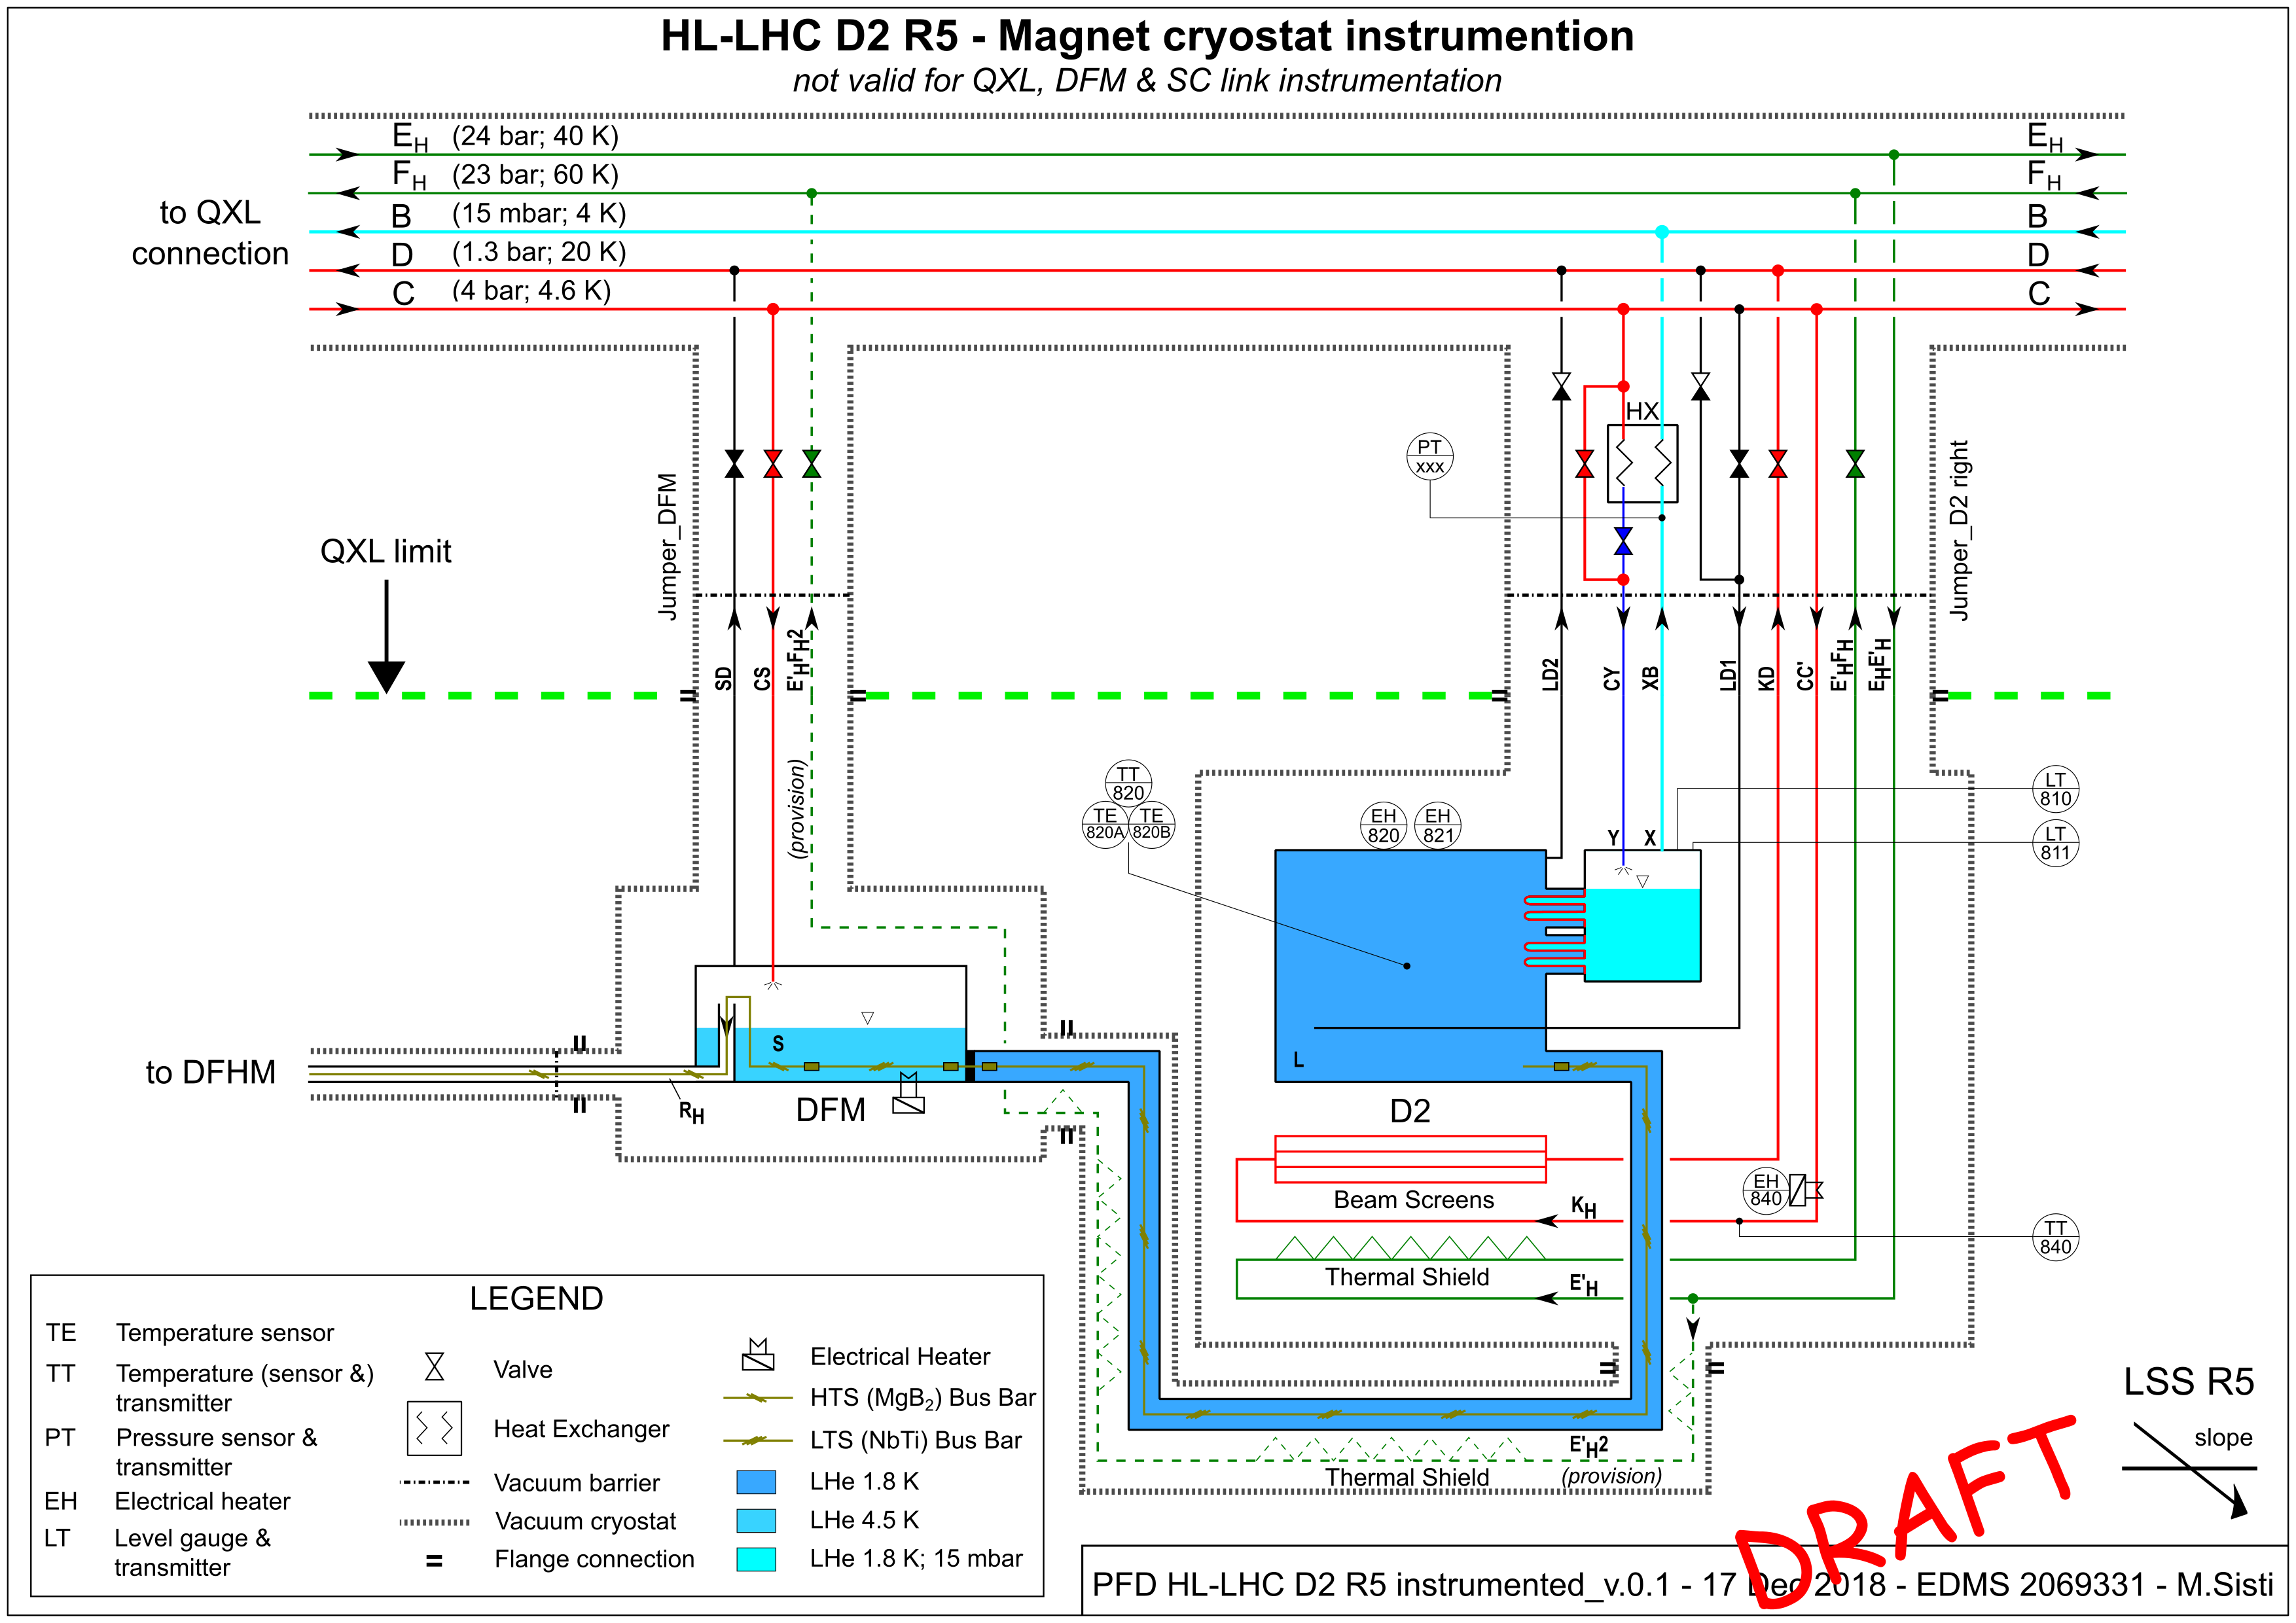 HL-LHC D2 R5 - Magnet cryostat instrumention
not valid for QXL, DFM & SC link instrumentation
EH (24 bar; 40 K) EH
FH (23 bar; 60 K) FH
B (15 mbar; 4 K) B
D (1.3 bar; 20 K) D
C (4 bar; 4.6 K) C
to QXL
connection
HX
PT
xxx
Jumper_DFM
Jumper_D2 right
QXL limit
SD
CS
E'HFH2
LD2
CY
XB
LD1
KD
CC'
E'HFH
EHE'H
(provision)
TT
820
TE
820A
TE
820B
EH
820
EH
821
LT
810
LT
811
Y X
S
L
to DFHM
RH
DFM
D2
Beam Screens
KH
EH
840
TT
840
Thermal Shield
E'H
E'H2
Thermal Shield
(provision)
LEGEND
TE Temperature sensor
TT Temperature (sensor &)
transmitter
PT Pressure sensor &
transmitter
EH Electrical heater
LT Level gauge &
transmitter
Valve
Heat Exchanger
Vacuum barrier
Vacuum cryostat
Flange connection
Electrical Heater
HTS (MgB2) Bus Bar
LTS (NbTi) Bus Bar
LHe 1.8 K
LHe 4.5 K
LHe 1.8 K; 15 mbar
LSS R5
slope
DRAFT
PFD HL-LHC D2 R5 instrumented_v.0.1 - 17 Dec 2018 - EDMS 2069331 - M.Sisti